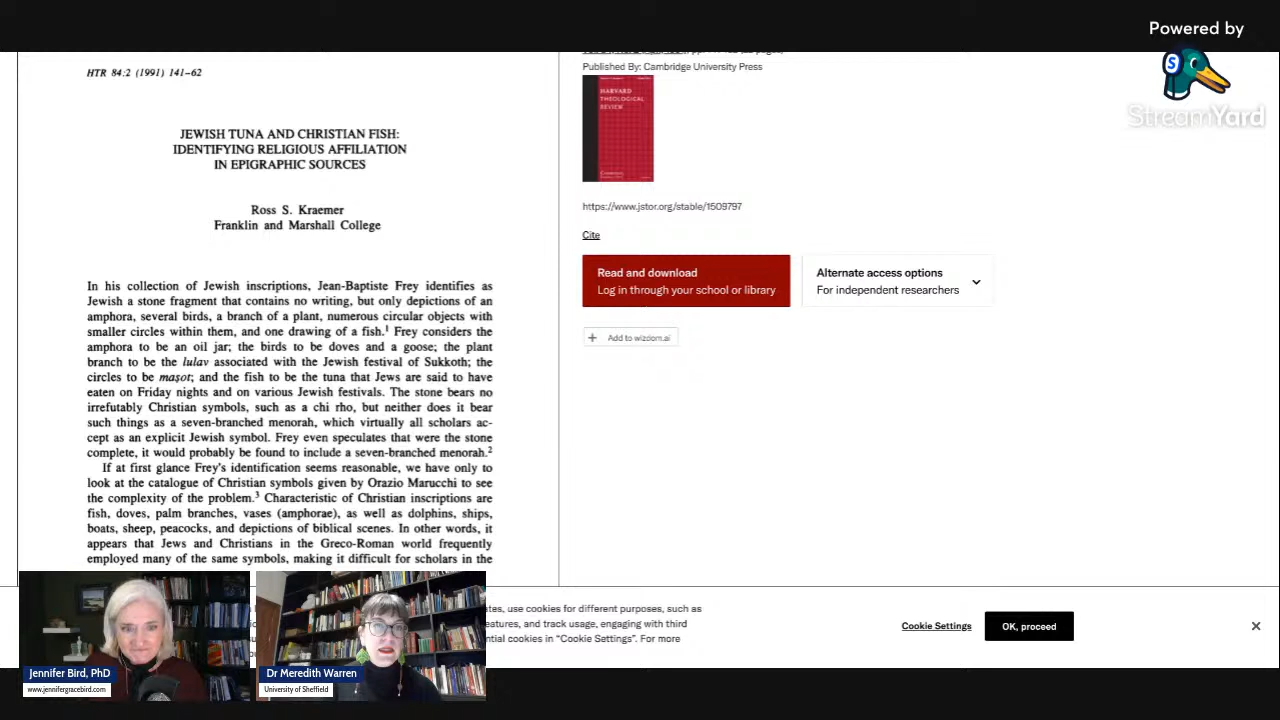 Powered by
StreamYard
HTR 84:2 (1991) 141–62
JEWISH TUNA AND CHRISTIAN FISH:
IDENTIFYING RELIGIOUS AFFILIATION
IN EPIGRAPHIC SOURCES
Ross S. Kraemer
Franklin and Marshall College
In his collection of Jewish inscriptions, Jean-Baptiste Frey identifies as
Jewish a stone fragment that contains no writing, but only depictions of an
amphora, several birds, a branch of a plant, numerous circular objects with
smaller circles within them, and one drawing of a fish.1 Frey considers the
amphora to be an oil jar; the birds to be doves and a goose; the plant
branch to be the lulav associated with the Jewish festival of Sukkoth; the
circles to be maṣot; and the fish to be the tuna that Jews are said to have
eaten on Friday nights and on various Jewish festivals. The stone bears no
irrefutably Christian symbols, such as a chi rho, but neither does it bear
such things as a seven-branched menorah, which virtually all scholars ac-
cept as an explicit Jewish symbol. Frey even speculates that were the stone
complete, it would probably be found to include a seven-branched menorah.2
If at first glance Frey's identification seems reasonable, we have only to
look at the catalogue of Christian symbols given by Orazio Marucchi to see
the complexity of the problem.3 Characteristic of Christian inscriptions are
fish, doves, palm branches, vases (amphorae), as well as dolphins, ships,
boats, sheep, peacocks, and depictions of biblical scenes. In other words, it
appears that Jews and Christians in the Greco-Roman world frequently
employed many of the same symbols, making it difficult for scholars in the
Published By: Cambridge University Press
HARVARD
THEOLOGICAL
REVIEW
https://www.jstor.org/stable/1509797
Cite
Read and download
Log in through your school or library
Alternate access options
For independent researchers
+ Add to wizdom.ai
use cookies for different purposes, such as
and track usage, engaging with third
cookies in “Cookie Settings”. For more
Cookie Settings
OK, proceed
Jennifer Bird, PhD
www.jennifergracebird.com
Dr Meredith Warren
University of Sheffield